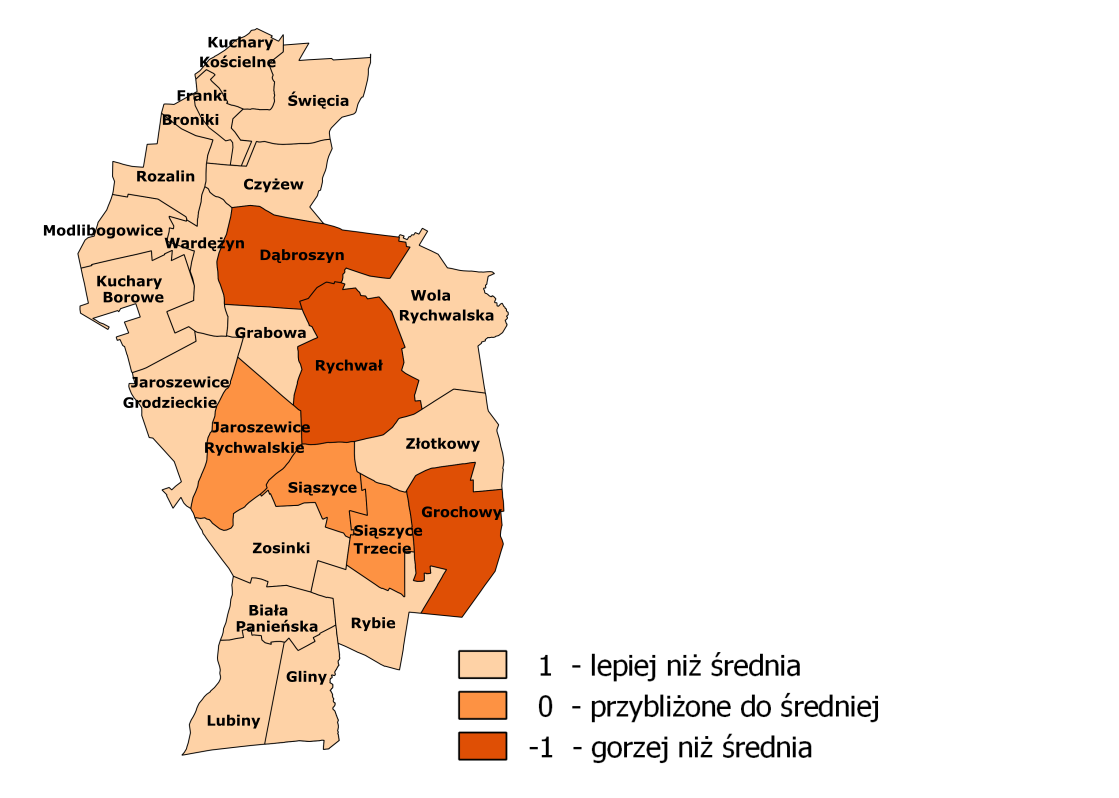 Kuchary
Kościelne
Franki
Święcia
Broniki
Rozalin
Czyżew
Modlibogowice
Wardężyn
Dąbroszyn
Kuchary
Borowe
Wola
Rychwalska
Grabowa
Rychwał
Jaroszewice
Grodzieckie
Jaroszewice
Rychwalskie
Złotkowy
Siąszyce
Grochowy
Siąszyce
Trzecie
Zosinki
Biała
Panieńska
Rybie
Gliny
Lubiny
1 - lepiej niż średnia
0 - przybliżone do średniej
-1 - gorzej niż średnia